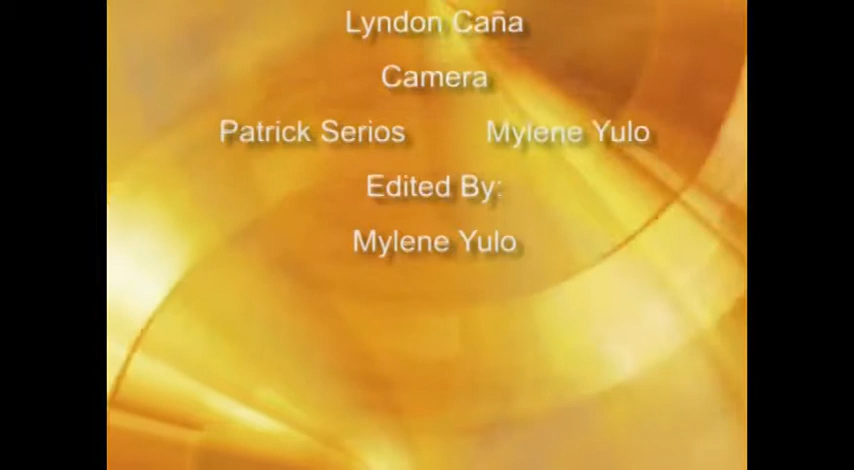 Lyndon Caña
Camera
Patrick Serios Mylene Yulo
Edited By:
Mylene Yulo